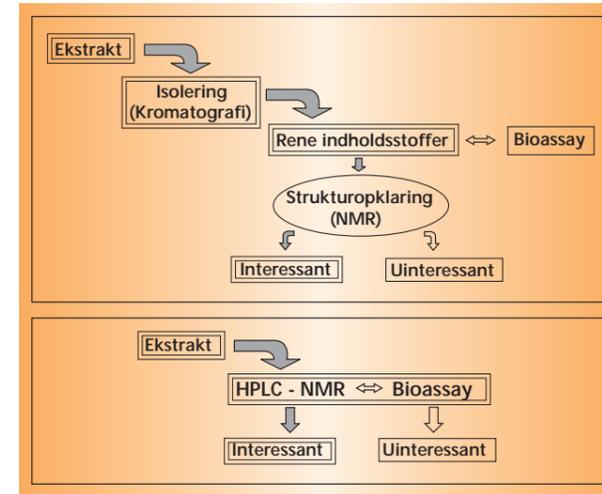 Ekstrakt
Isolering
(Kromatografi)
Rene indholdsstoffer
Bioassay
Strukturopklaring
(NMR)
Interessant
Uinteressant
Ekstrakt
HPLC - NMR ⇔ Bioassay
Interessant
Uinteressant